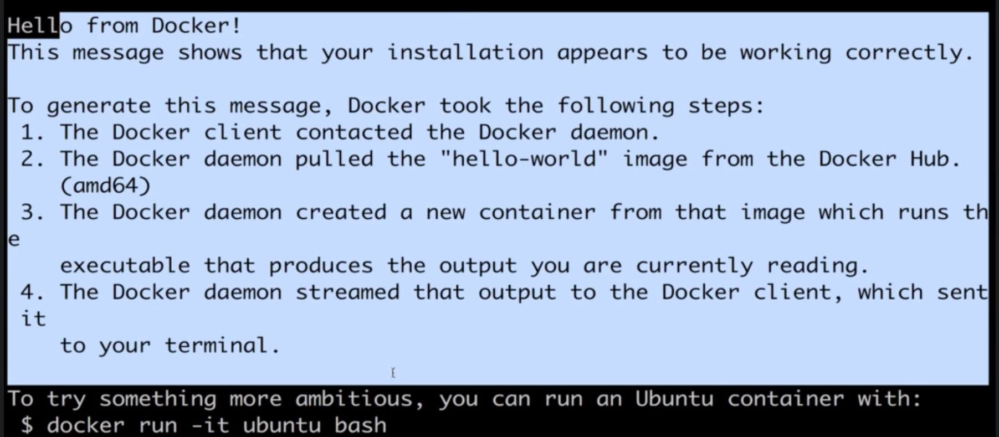 Hello from Docker!
This message shows that your installation appears to be working correctly.
To generate this message, Docker took the following steps:
1. The Docker client contacted the Docker daemon.
2. The Docker daemon pulled the "hello-world" image from the Docker Hub.
(amd64)
3. The Docker daemon created a new container from that image which runs th
e
executable that produces the output you are currently reading.
4. The Docker daemon streamed that output to the Docker client, which sent
it
to your terminal.
To try something more ambitious, you can run an Ubuntu container with:
$ docker run -it ubuntu bash